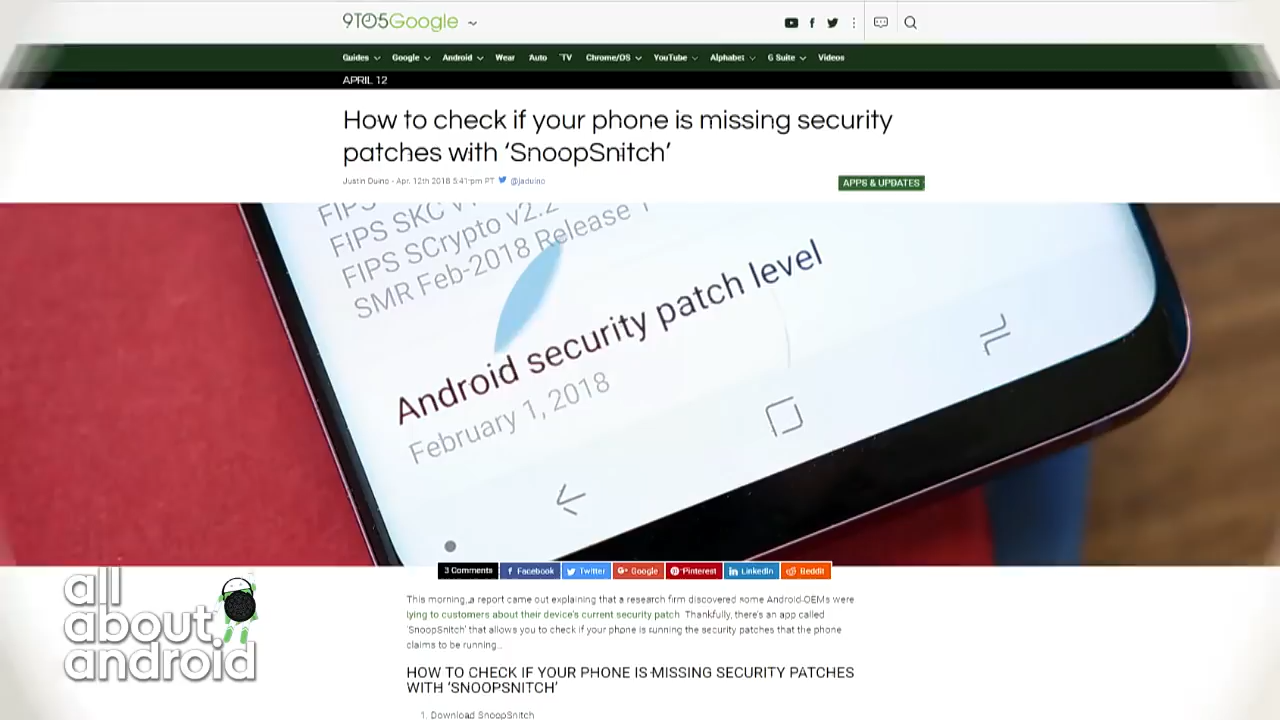 9TO5Google
Guides Google Android Wear Auto TV Chrome/OS YouTube Alphabet G Suite Videos
APRIL 12
How to check if your phone is missing security
patches with ‘SnoopSnitch’
Justin Duino - Apr. 12th 2018 5:41 pm PT @jaduino
APPS & UPDATES
FIPS
FIPS SKC v1
FIPS SCrypto v2.2
SMR Feb-2018 Release 1
Android security patch level
February 1, 2018
3 Comments Facebook Twitter Google Pinterest LinkedIn Reddit
This morning, a report came out explaining that a research firm discovered some Android OEMs were
lying to customers about their device's current security patch. Thankfully, there's an app called
'SnoopSnitch' that allows you to check if your phone is running the security patches that the phone
claims to be running...
HOW TO CHECK IF YOUR PHONE IS MISSING SECURITY PATCHES
WITH ‘SNOOPSNITCH’
1. Download SnoopSnitch
all
about
android